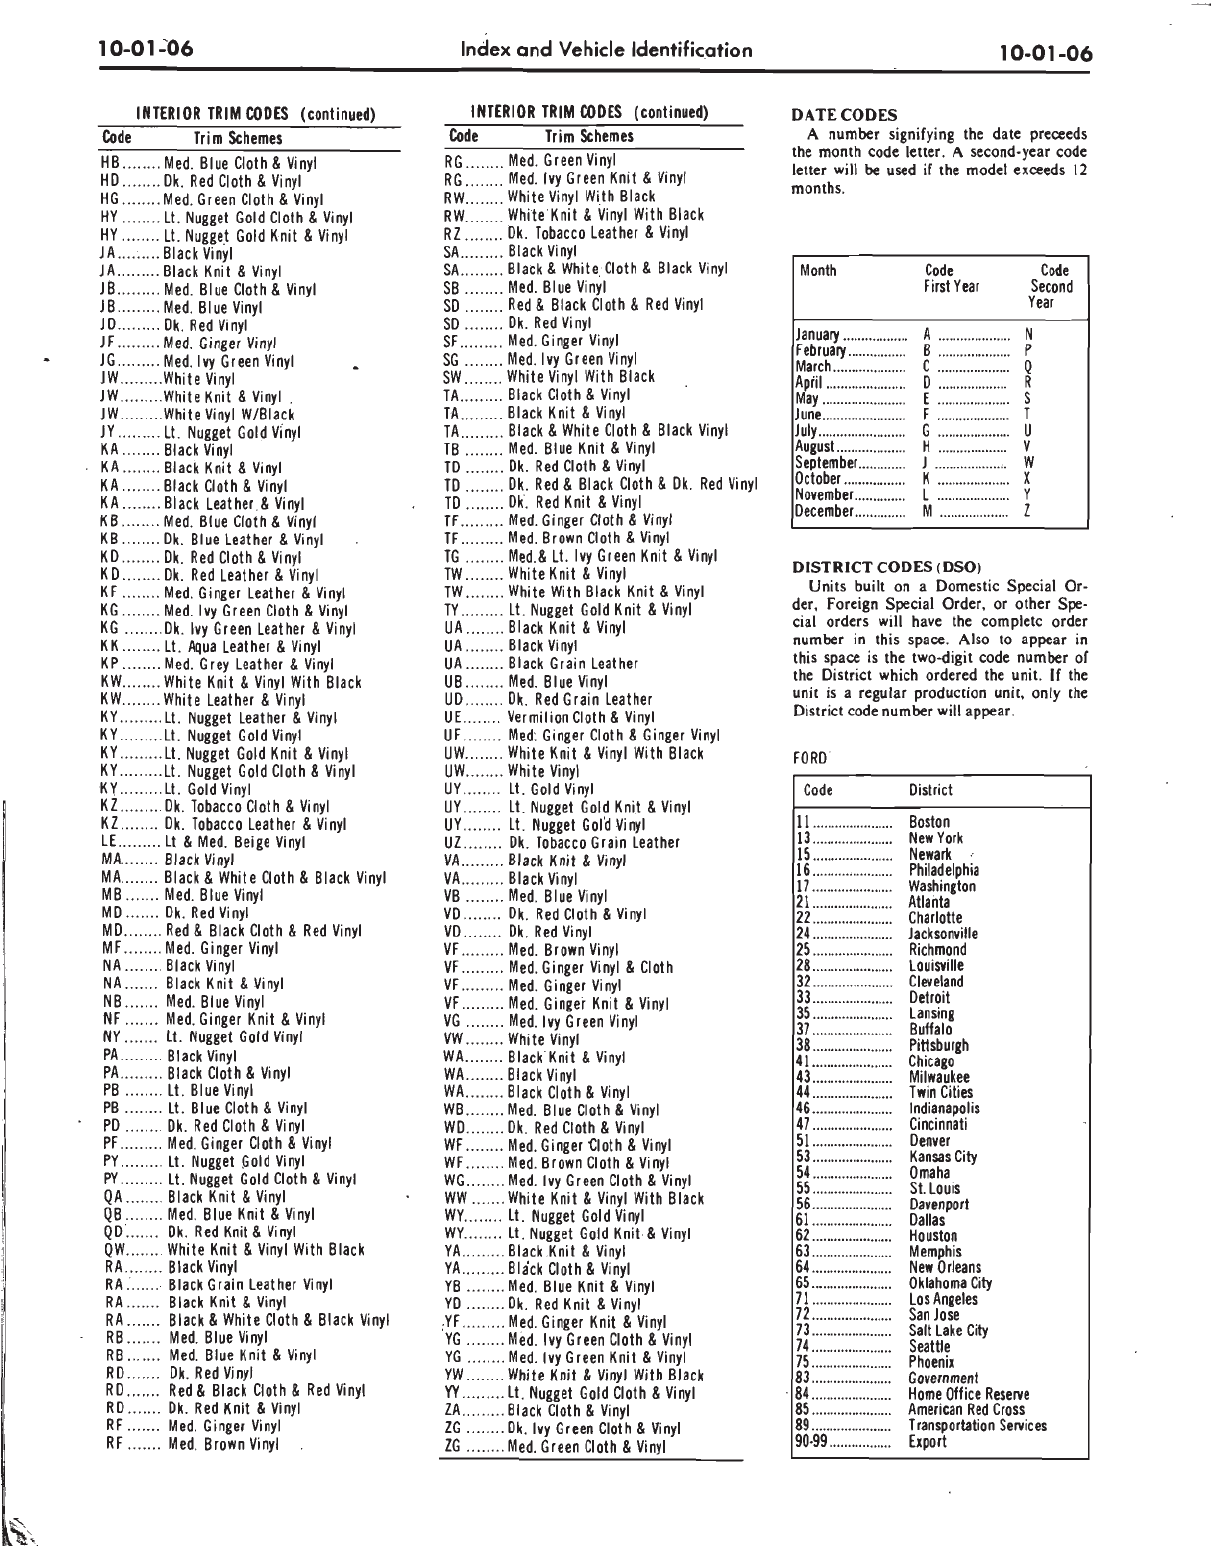 10-01-06 Index and Vehicle Identification 10-01-06
INTERIOR TRIM CODES (continued)
Code Trim Schemes
HB........ Med. Blue Cloth & Vinyl
HD........ Dk. Red Cloth & Vinyl
HG........ Med. Green Cloth & Vinyl
HY ........ Lt. Nugget Gold Cloth & Vinyl
HY ........ Lt. Nugget Gold Knit & Vinyl
JA......... Black Vinyl
JA......... Black Knit & Vinyl
JB......... Med. Blue Cloth & Vinyl
JB......... Med. Blue Vinyl
JD......... Dk. Red Vinyl
JF ......... Med. Ginger Vinyl
JG......... Med. Ivy Green Vinyl
JW.........White Vinyl
JW.........White Knit & Vinyl
JW.........White Vinyl W/Black
JY ......... Lt. Nugget Gold Vinyl
KA ........ Black Vinyl
KA........ Black Knit & Vinyl
KA........ Black Cloth & Vinyl
KA........ Black Leather & Vinyl
KB........ Med. Blue Cloth & Vinyl
KB........ Dk. Blue Leather & Vinyl
KD........ Dk. Red Cloth & Vinyl
KD........ Dk. Red Leather & Vinyl
KF ........ Med. Ginger Leather & Vinyl
KG........ Med. Ivy Green Cloth & Vinyl
KG ........ Dk. Ivy Green Leather & Vinyl
KK........ Lt. Aqua Leather & Vinyl
KP ........ Med. Grey Leather & Vinyl
KW........ White Knit & Vinyl With Black
KW........ White Leather & Vinyl
KY......... Lt. Nugget Leather & Vinyl
KY......... Lt. Nugget Gold Vinyl
KY......... Lt. Nugget Gold Knit & Vinyl
KY......... Lt. Nugget Gold Cloth & Vinyl
KY......... Lt. Gold Vinyl
KZ......... Dk. Tobacco Cloth & Vinyl
KZ........ Dk. Tobacco Leather & Vinyl
LE......... Lt & Med. Beige Vinyl
MA....... Black Vinyl
MA........ Black & White Cloth & Black Vinyl
MB ....... Med. Blue Vinyl
MD ....... Dk. Red Vinyl
MD........ Red & Black Cloth & Red Vinyl
MF........ Med. Ginger Vinyl
NA ........ Black Vinyl
NA....... Black Knit & Vinyl
NB....... Med. Blue Vinyl
NF ....... Med. Ginger Knit & Vinyl
NY ....... Lt. Nugget Gold Vinyl
PA ......... Black Vinyl
PA......... Black Cloth & Vinyl
PB ........ Lt. Blue Vinyl
PB ........ Lt. Blue Cloth & Vinyl
PD ........ Dk. Red Cloth & Vinyl
PF......... Med. Ginger Cloth & Vinyl
PY......... Lt. Nugget Gold Vinyl
PY......... Lt. Nugget Gold Cloth & Vinyl
QA ........ Black Knit & Vinyl
QB........ Med. Blue Knit & Vinyl
QD ....... Dk. Red Knit & Vinyl
QW....... White Knit & Vinyl With Black
RA........ Black Vinyl
RA ....... Black Grain Leather Vinyl
RA ....... Black Knit & Vinyl
RA ....... Black & White Cloth & Black Vinyl
RB....... Med. Blue Vinyl
RB....... Med. Blue Knit & Vinyl
RD....... Dk. Red Vinyl
RD....... Red & Black Cloth & Red Vinyl
RD....... Dk. Red Knit & Vinyl
RF ....... Med. Ginger Vinyl
RF ....... Med. Brown Vinyl
INTERIOR TRIM CODES (continued)
Code Trim Schemes
RG........ Med. Green Vinyl
RG........ Med. Ivy Green Knit & Vinyl
RW........ White Vinyl With Black
RW........ White Knit & Vinyl With Black
RZ........ Dk. Tobacco Leather & Vinyl
SA......... Black Vinyl
SA......... Black & White Cloth & Black Vinyl
SB ........ Med. Blue Vinyl
SD ........ Red & Black Cloth & Red Vinyl
SD ........ Dk. Red Vinyl
SF......... Med. Ginger Vinyl
SG ........ Med. Ivy Green Vinyl
SW........ White Vinyl With Black
TA......... Black Cloth & Vinyl
TA......... Black Knit & Vinyl
TA......... Black & White Cloth & Black Vinyl
TB ........ Med. Blue Knit & Vinyl
TD ........ Dk. Red Cloth & Vinyl
TD ........ Dk. Red & Black Cloth & Dk. Red Vinyl
TD ........ Dk. Red Knit & Vinyl
TF......... Med. Ginger Cloth & Vinyl
TF......... Med. Brown Cloth & Vinyl
TG ........ Med.& Lt. Ivy Green Knit & Vinyl
TW........ White Knit & Vinyl
TW........ White With Black Knit & Vinyl
TY......... Lt. Nugget Gold Knit & Vinyl
UA ........ Black Knit & Vinyl
UA ........ Black Vinyl
UA ........ Black Grain Leather
UB........ Med. Blue Vinyl
UD........ Dk. Red Grain Leather
UE........ Vermilion Cloth & Vinyl
UF ........ Med. Ginger Cloth & Ginger Vinyl
UW........ White Knit & Vinyl With Black
UW........ White Vinyl
UY........ Lt. Gold Vinyl
UY........ Lt. Nugget Gold Knit & Vinyl
UY........ Lt. Nugget Gold Vinyl
UZ........ Dk. Tobacco Grain Leather
VA......... Black Knit & Vinyl
VA......... Black Vinyl
VB ........ Med. Blue Vinyl
VD........ Dk. Red Cloth & Vinyl
VD........ Dk. Red Vinyl
VF......... Med. Brown Vinyl
VF......... Med. Ginger Vinyl & Cloth
VF......... Med. Ginger Vinyl
VF......... Med. Ginger Knit & Vinyl
VG ........ Med. Ivy Green Vinyl
VW........ White Vinyl
WA........ Black Knit & Vinyl
WA........ Black Vinyl
WA........ Black Cloth & Vinyl
WB........ Med. Blue Cloth & Vinyl
WD........ Dk. Red Cloth & Vinyl
WF........ Med. Ginger Cloth & Vinyl
WF........ Med. Brown Cloth & Vinyl
WG........ Med. Ivy Green Cloth & Vinyl
WW ....... White Knit & Vinyl With Black
WY........ Lt. Nugget Gold Vinyl
WY........ Lt. Nugget Gold Knit & Vinyl
YA......... Black Knit & Vinyl
YA......... Black Cloth & Vinyl
YB ........ Med. Blue Knit & Vinyl
YD ........ Dk. Red Knit & Vinyl
YF......... Med. Ginger Knit & Vinyl
YG ........ Med. Ivy Green Cloth & Vinyl
YG ........ Med. Ivy Green Knit & Vinyl
YW ........ White Knit & Vinyl With Black
YY......... Lt. Nugget Gold Cloth & Vinyl
ZA......... Black Cloth & Vinyl
ZG ........ Dk. Ivy Green Cloth & Vinyl
ZG ........ Med. Green Cloth & Vinyl
DATE CODES
A number signifying the date preceeds
the month code letter. A second-year code
letter will be used if the model exceeds 12
months.
Month Code Code
First Year Second
Year
January ................. A ................... N
February............... B ................... P
March................... C ................... Q
April ..................... D .................. R
May ...................... E ................... S
June...................... F ................... T
July....................... G ................... U
August.................. H .................. V
September............. J ................... W
October ................ K ................... X
November.............. L ................... Y
December.............. M .................. Z
DISTRICT CODES (DSO)
Units built on a Domestic Special Or-
der, Foreign Special Order, or other Spe-
cial orders will have the complete order
number in this space. Also to appear in
this space is the two-digit code number of
the District which ordered the unit. If the
unit is a regular production unit, only the
District code number will appear.
FORD
Code District
11 ..................... Boston
13 ..................... New York
15 ..................... Newark
16 ..................... Philadelphia
17 ..................... Washington
21 ..................... Atlanta
22 ..................... Charlotte
24 ..................... Jacksonville
25 ..................... Richmond
28 ..................... Louisville
32 ..................... Cleveland
33 ..................... Detroit
35 ..................... Lansing
37 ..................... Buffalo
38 ..................... Pittsburgh
41 ..................... Chicago
43 ..................... Milwaukee
44 ..................... Twin Cities
46 ..................... Indianapolis
47 ..................... Cincinnati
51 ..................... Denver
53 ..................... Kansas City
54 ..................... Omaha
55 ..................... St. Louis
56 ..................... Davenport
61 ..................... Dallas
62 ..................... Houston
63 ..................... Memphis
64 ..................... New Orleans
65 ..................... Oklahoma City
71 ..................... Los Angeles
72 ..................... San Jose
73 ..................... Salt Lake City
74 ..................... Seattle
75 ..................... Phoenix
83 ..................... Government
84 ..................... Home Office Reserve
85 ..................... American Red Cross
89 ..................... Transportation Services
90-99 ................. Export